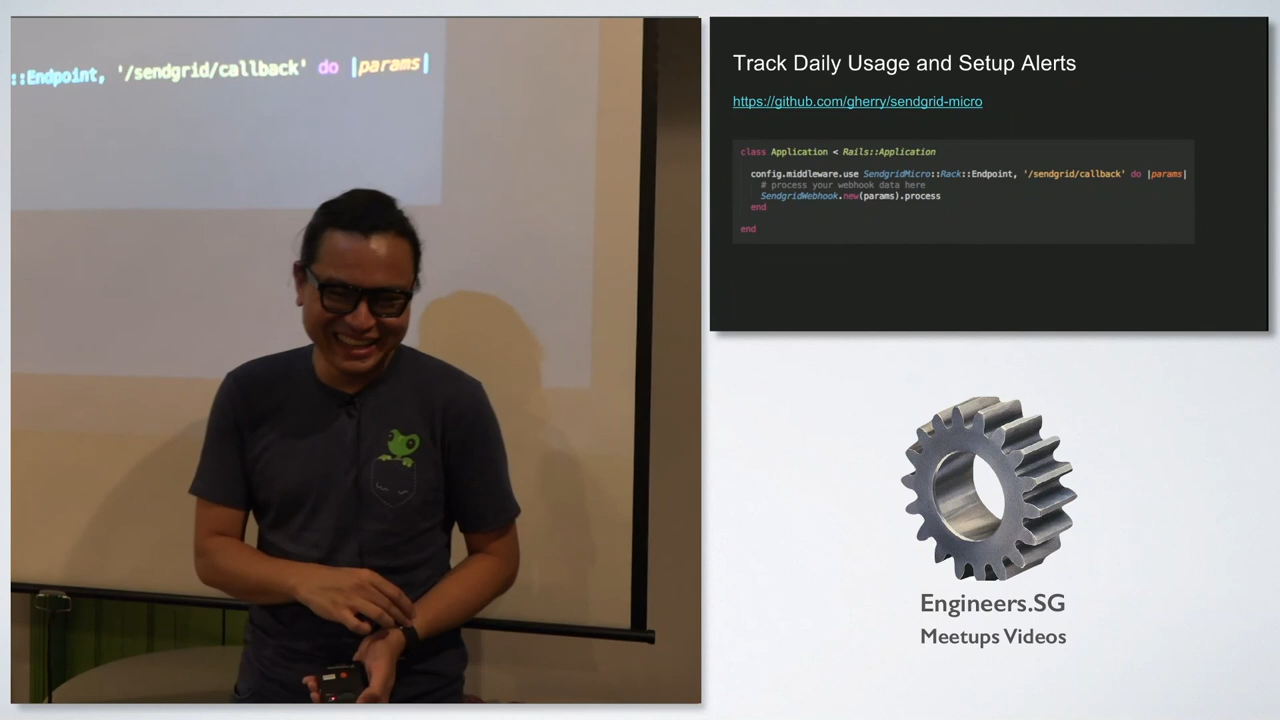 ::Endpoint, '/sendgrid/callback' do |params|
Track Daily Usage and Setup Alerts
https://github.com/gherry/sendgrid-micro
class Application < Rails::Application
config.middleware.use SendgridMicro::Rack::Endpoint, '/sendgrid/callback' do |params|
# process your webhook data here
SendgridWebhook.new(params).process
end
end
Engineers.SG
Meetups Videos